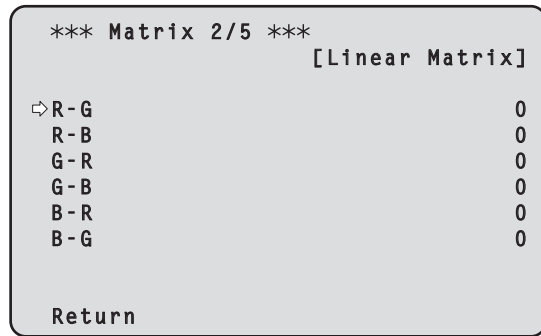 *** Matrix 2/5 ***
[Linear Matrix]
⇨R-G 0
R-B 0
G-R 0
G-B 0
B-R 0
B-G 0
Return